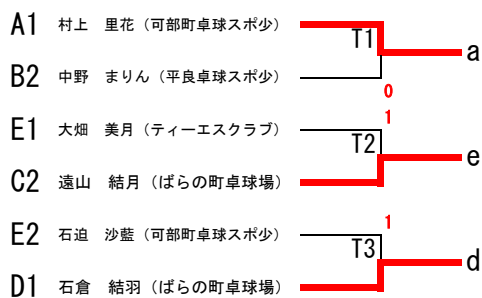 A1 村上 里花（可部町卓球スポ少）
T1
a
B2 中野 まりん（平良卓球スポ少）
0
1
E1 大畑 美月（ティーエスクラブ）
T2
e
C2 遠山 結月（ばらの町卓球場）
1
E2 石迫 沙藍（可部町卓球スポ少）
T3
d
D1 石倉 結羽（ばらの町卓球場）